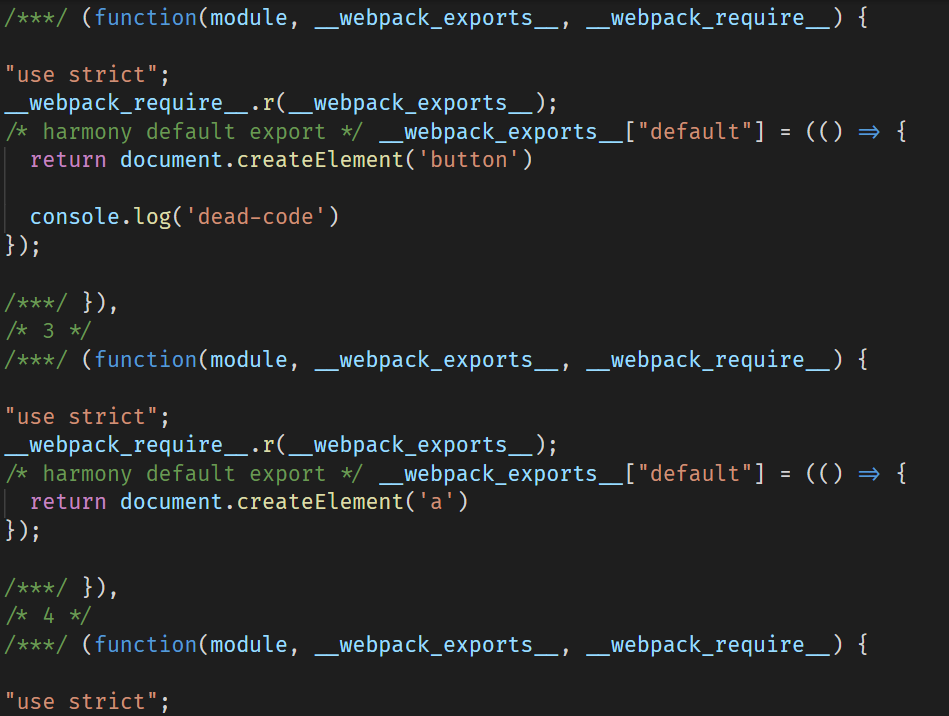 /***/ (function(module, __webpack_exports__, __webpack_require__) {
"use strict";
__webpack_require__.r(__webpack_exports__);
/* harmony default export */ __webpack_exports__["default"] = (() => {
  return document.createElement('button')
  console.log('dead-code')
});
/***/ }),
/* 3 */
/***/ (function(module, __webpack_exports__, __webpack_require__) {
"use strict";
__webpack_require__.r(__webpack_exports__);
/* harmony default export */ __webpack_exports__["default"] = (() => {
  return document.createElement('a')
});
/***/ }),
/* 4 */
/***/ (function(module, __webpack_exports__, __webpack_require__) {
"use strict";